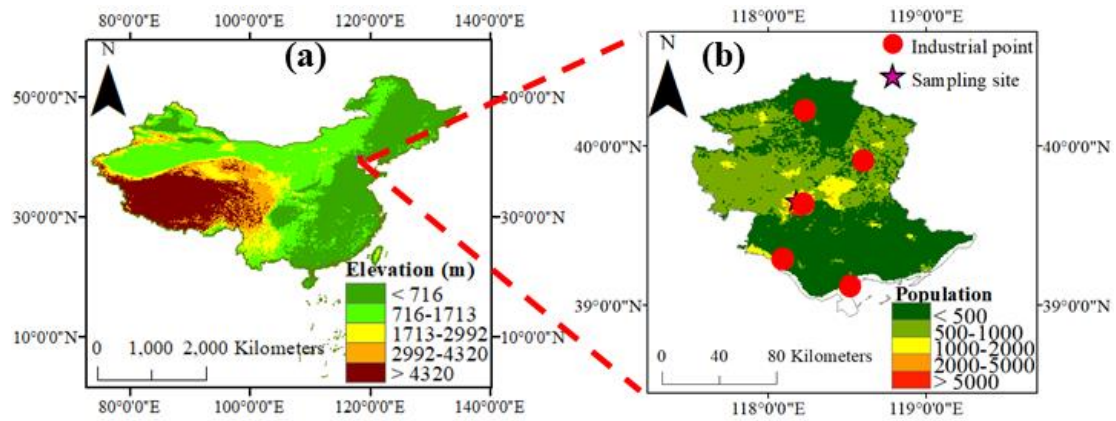 80°0'0"E 100°0'0"E 120°0'0"E 140°0'0"E
N
(a)
50°0'0"N 50°0'0"N
30°0'0"N 30°0'0"N
10°0'0"N 10°0'0"N
Elevation (m)
< 716
716-1713
1713-2992
2992-4320
> 4320
0 1,000 2,000 Kilometers
80°0'0"E 100°0'0"E 120°0'0"E 140°0'0"E
118°0'0"E 119°0'0"E
N
(b)
Industrial point
Sampling site
40°0'0"N 40°0'0"N
39°0'0"N 39°0'0"N
Population
< 500
500-1000
1000-2000
2000-5000
> 5000
0 40 80 Kilometers
118°0'0"E 119°0'0"E